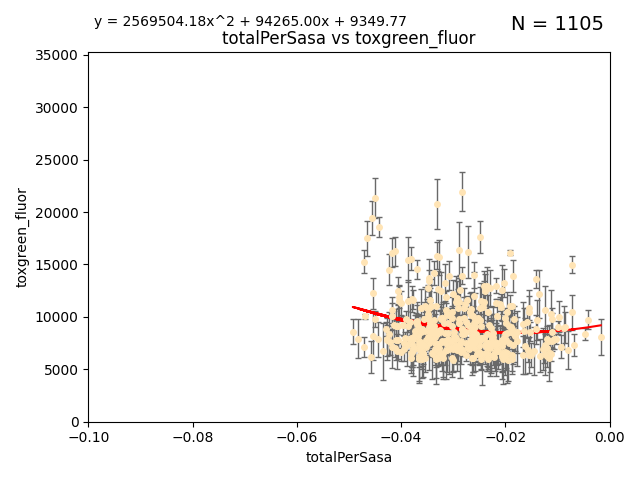 y = 2569504.18x^2 + 94265.00x + 9349.77
N = 1105
totalPerSasa vs toxgreen_fluor
35000
30000
25000
20000
15000
10000
5000
0
toxgreen_fluor
−0.10
−0.08
−0.06
−0.04
−0.02
0.00
totalPerSasa